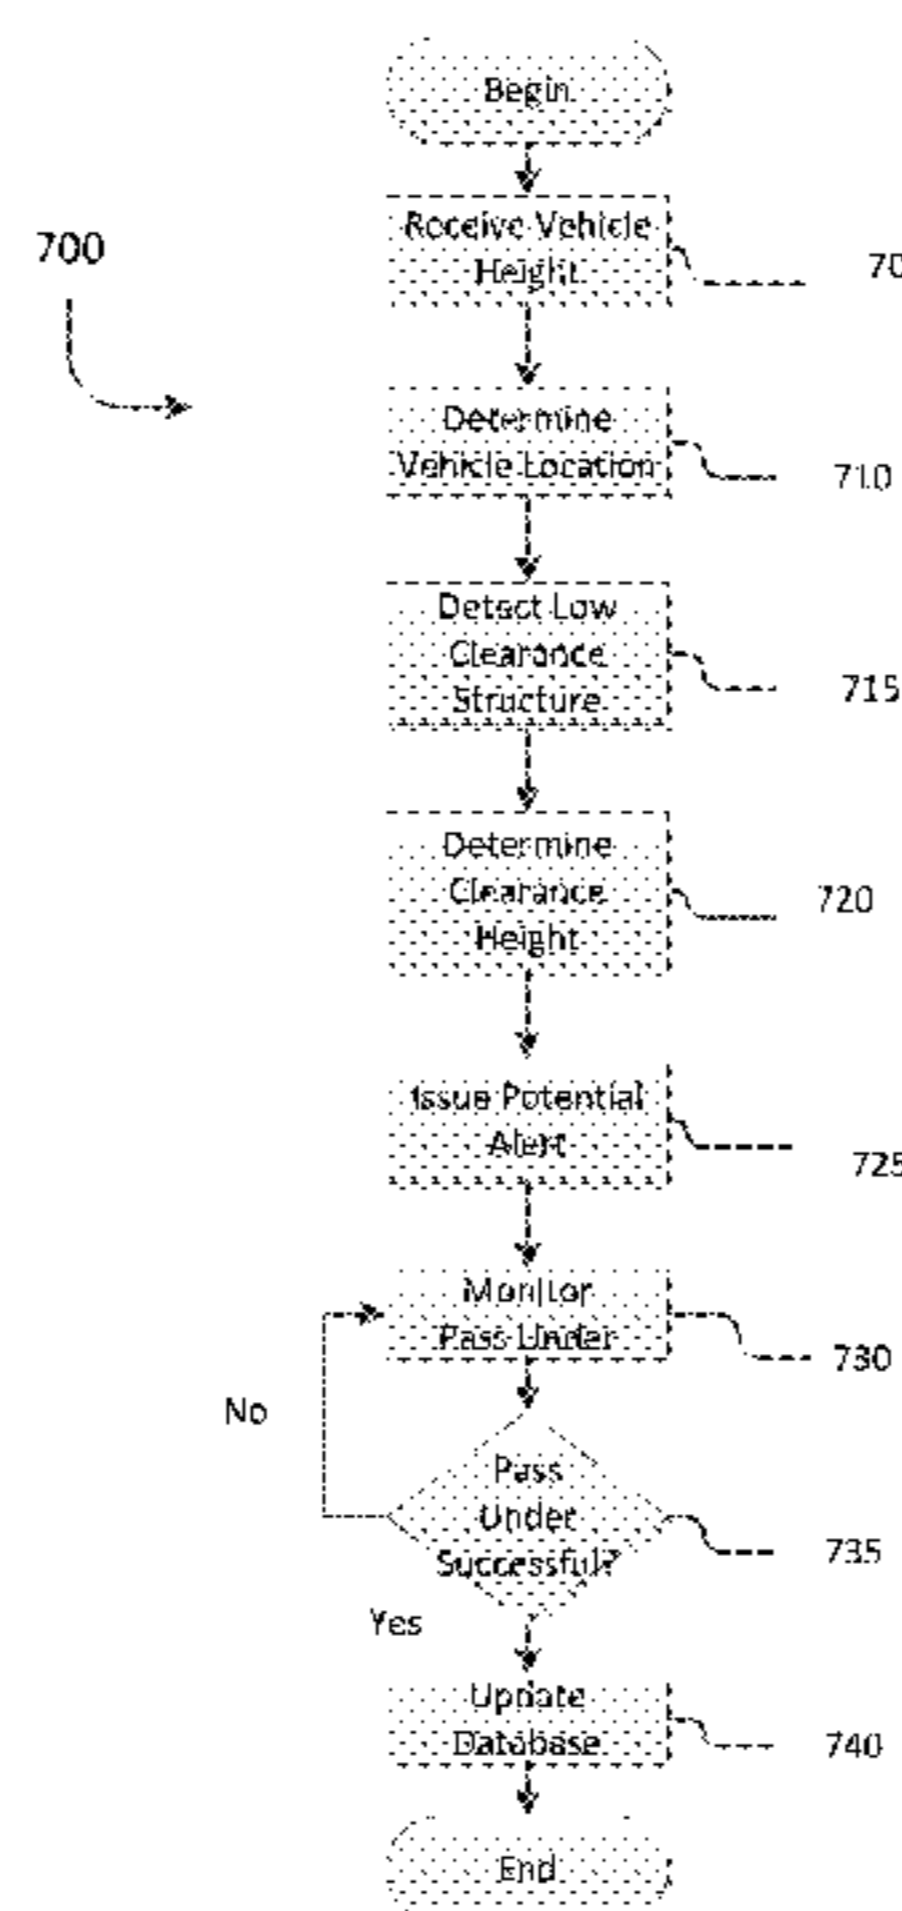 Begin
700
Receive Vehicle
Height
70
Determine
Vehicle Location
710
Detect Low
Clearance
Structure
715
Determine
Clearance
Height
720
Issue Potential
Alert
725
Monitor
Pass Under
730
No
Pass
Under
Successful?
735
Yes
Update
Database
740
End